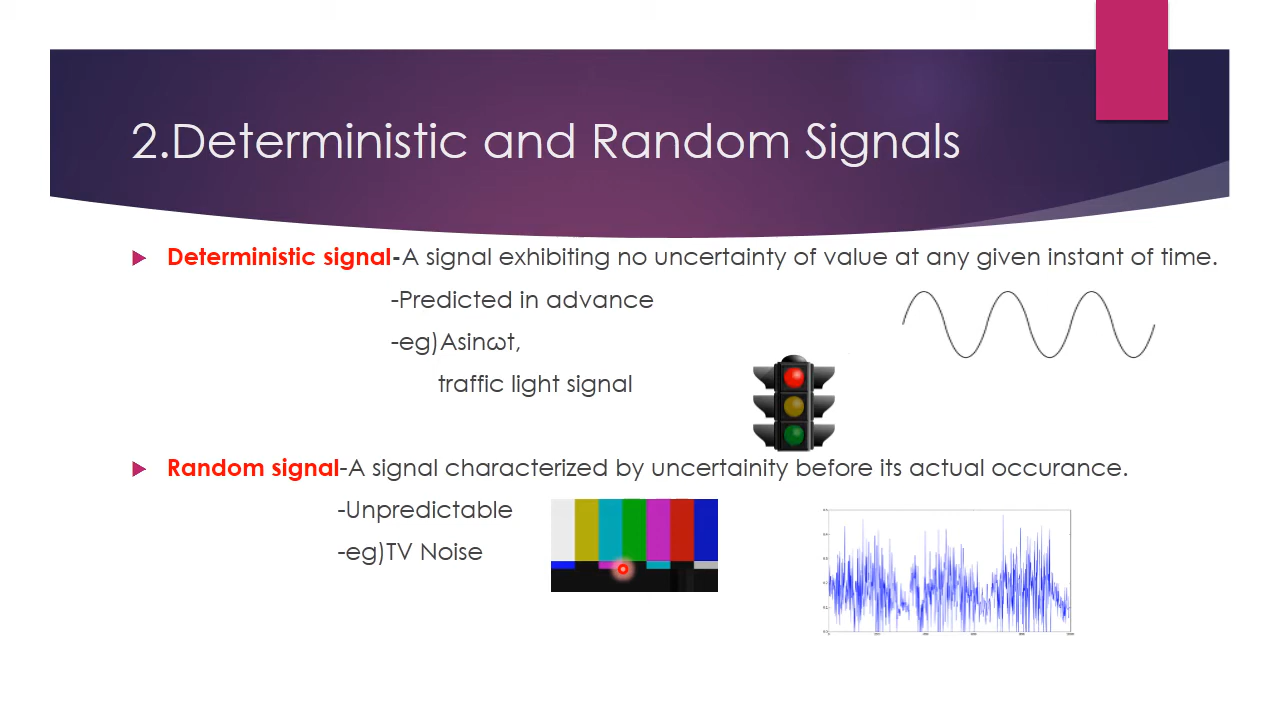 2.Deterministic and Random Signals
Deterministic signal-A signal exhibiting no uncertainty of value at any given instant of time.
-Predicted in advance
-eg)Asinωt,
traffic light signal
Random signal-A signal characterized by uncertainity before its actual occurance.
-Unpredictable
-eg)TV Noise